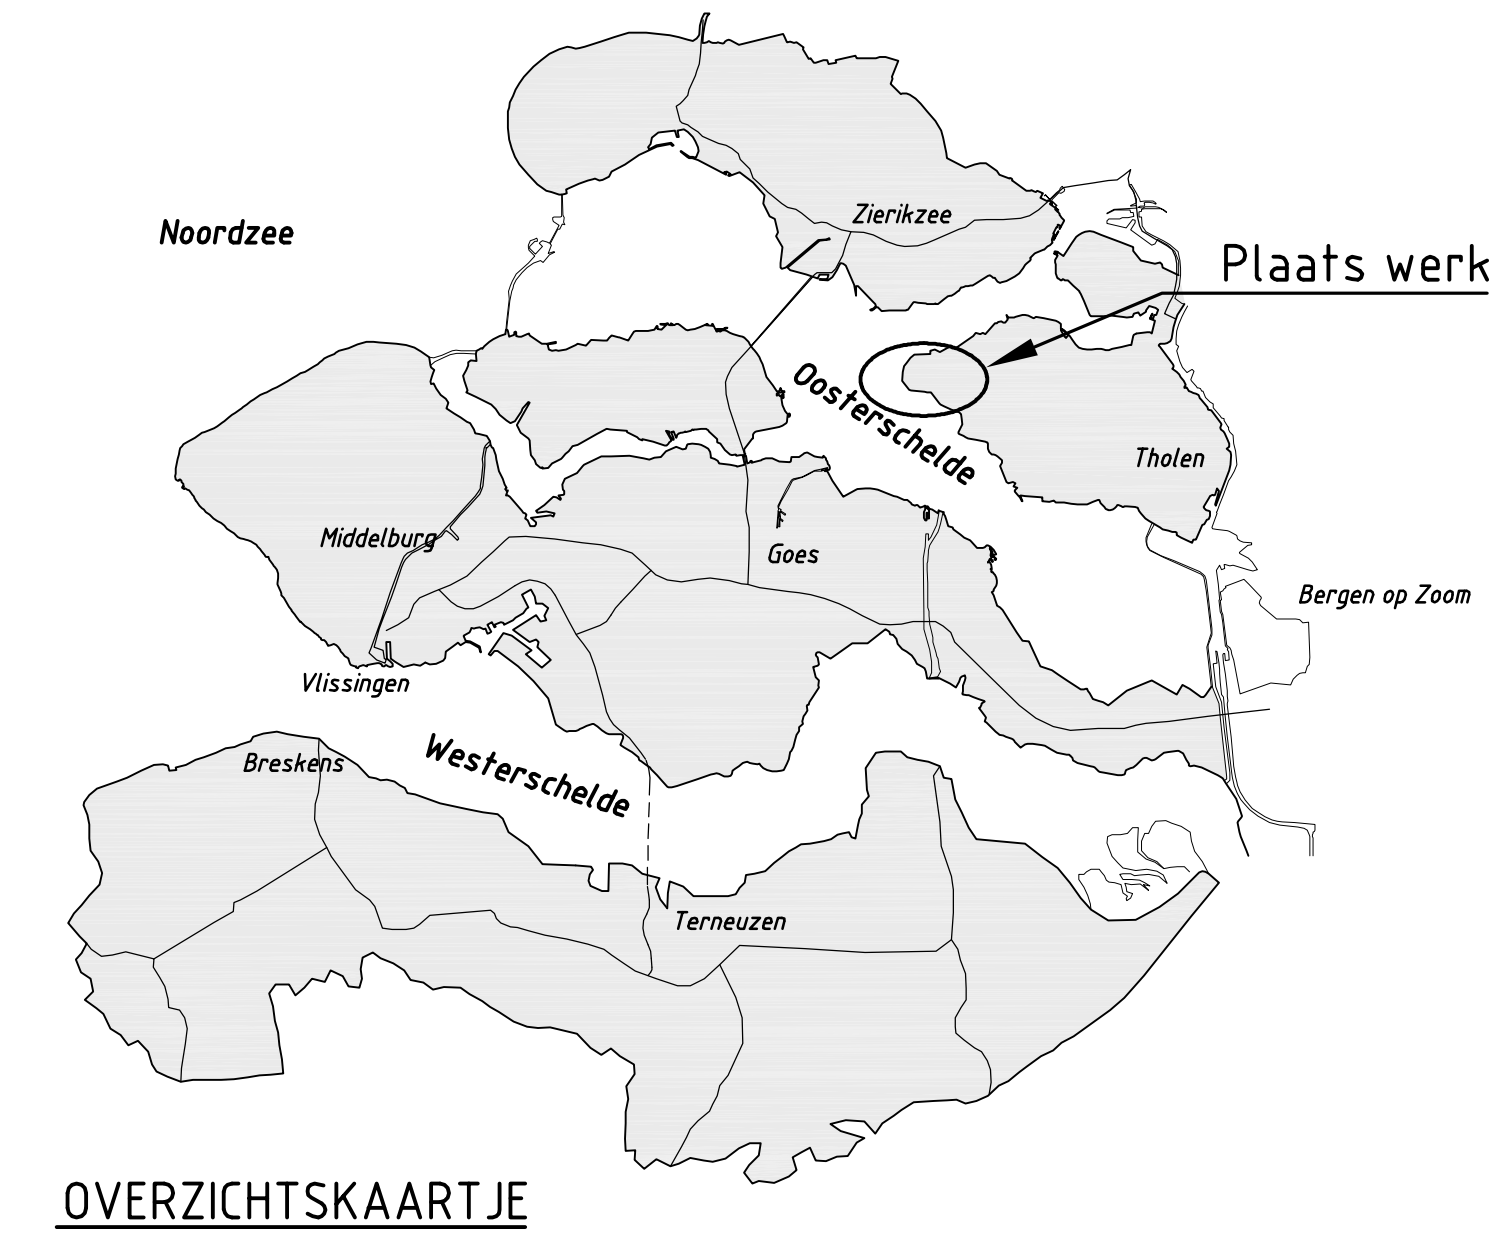 Zierikzee
Noordzee
Plaats werk
Oosterschelde
Tholen
Middelburg
Goes
Bergen op Zoom
Vlissingen
Breskens
Westerschelde
Terneuzen
OVERZICHTSKAARTJE